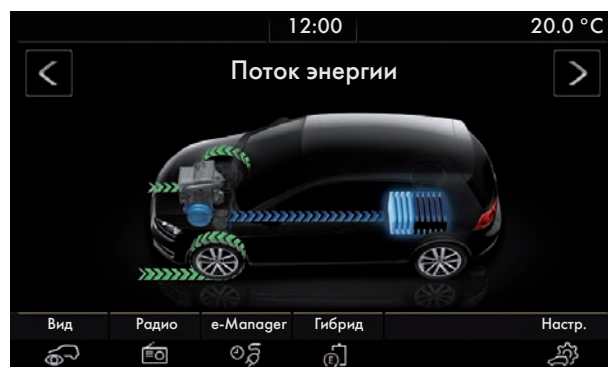 12:00 20.0 °C
Поток энергии
Вид Радио e-Manager Гибрид Настр.
E